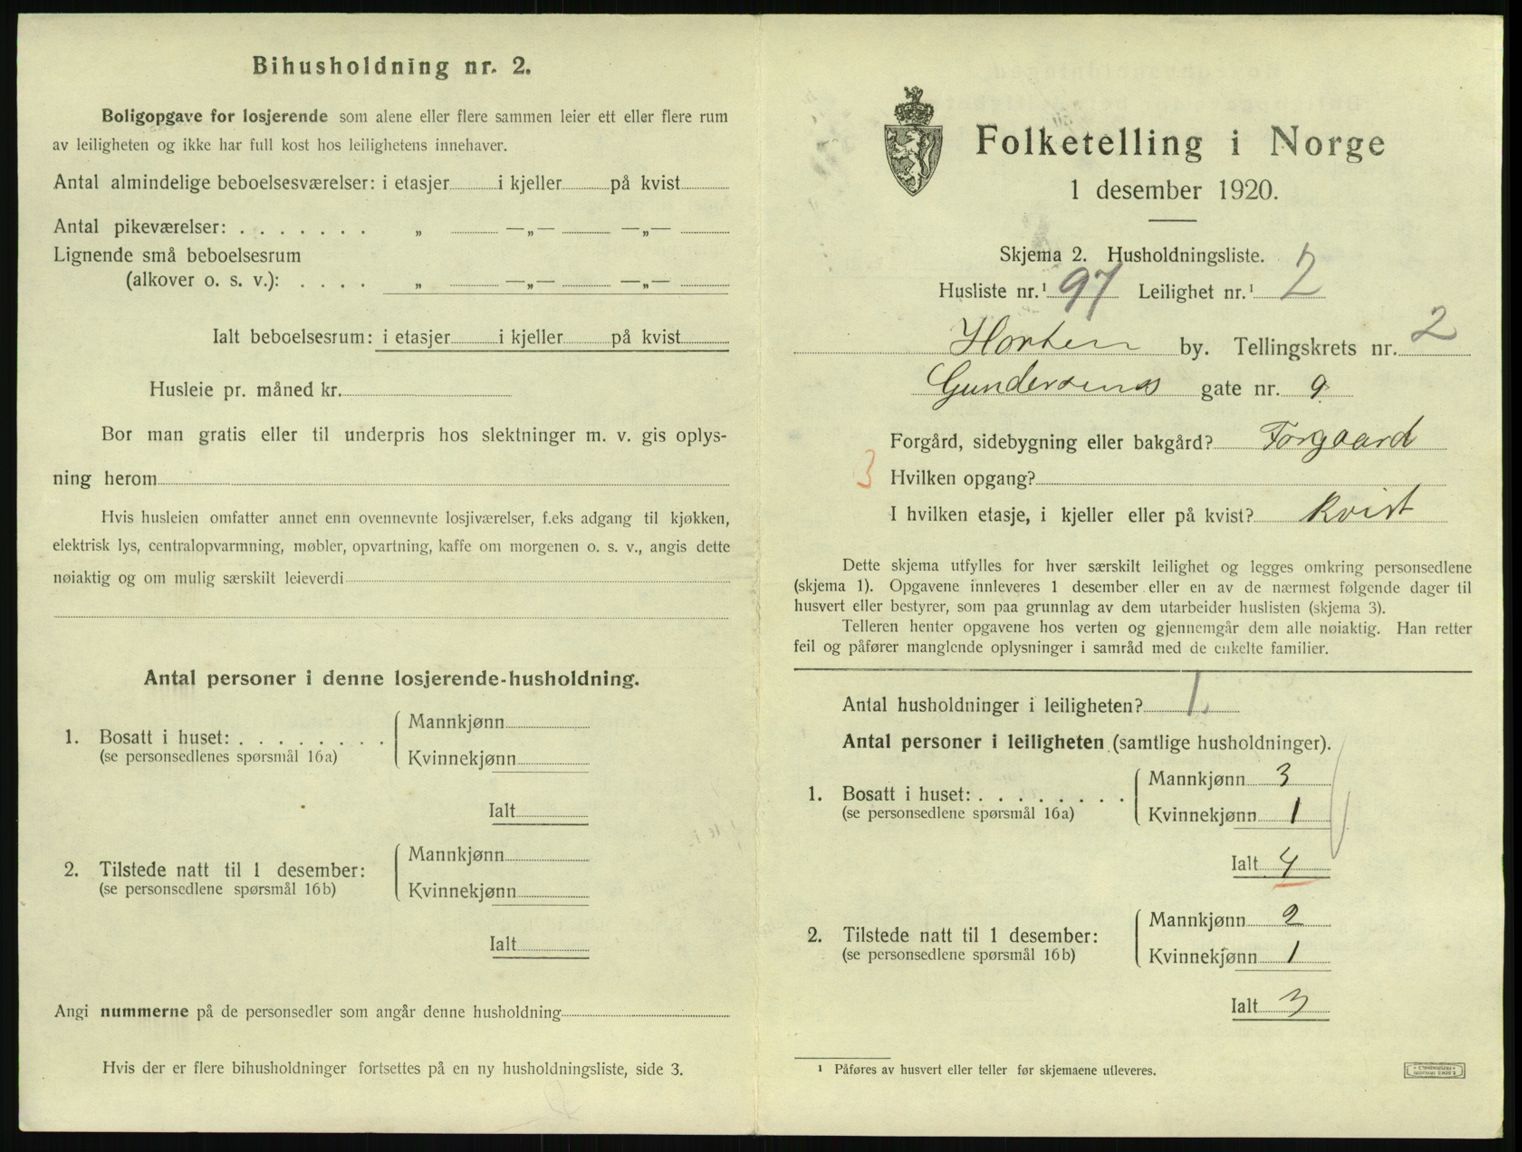 Bihusholdning nr. 2.
Boligopgave for losjerende som alene eller flere sammen leier ett eller flere rum
av leiligheten og ikke har full kost hos leilighetens innehaver.
Antal almindelige beboelsesværelser: i etasjer i kjeller på kvist
Antal pikeværelser: . . . . . . . „ —„— —„—
Lignende små beboelsesrum
(alkover o. s. v.): . . . . „ —„— —„—
Ialt beboelsesrum: i etasjer i kjeller på kvist
Husleie pr. måned kr.
Bor man gratis eller til underpris hos slektninger m. v. gis oplys-
ning herom
Hvis husleien omfatter annet enn ovennevnte losjiværelser, f.eks adgang til kjøkken,
elektrisk lys, centralopvarmning, møbler, opvartning, kaffe om morgenen o. s. v., angis dette
nøiaktig og om mulig særskilt leieverdi
Antal personer i denne losjerende-husholdning.
1. Bosatt i huset: . . . . . . . .
(se personsedlenes spørsmål 16a)
Mannkjønn
Kvinnekjønn
Ialt
2. Tilstede natt til 1 desember:
(se personsedlene spørsmål 16b)
Mannkjønn
Kvinnekjønn
Ialt
Angi nummerne på de personsedler som angår denne husholdning
Hvis der er flere bihusholdninger fortsettes på en ny husholdningsliste, side 3.
Folketelling i Norge
1 desember 1920.
Skjema 2. Husholdningsliste.
Husliste nr.¹ 97 Leilighet nr.¹ 2
Horten by. Tellingskrets nr. 2
Gundersens gate nr. 9
Forgård, sidebygning eller bakgård? Forgaard
3 Hvilken opgang?
I hvilken etasje, i kjeller eller på kvist? Kvist
Dette skjema utfylles for hver særskilt leilighet og legges omkring personsedlene
(skjema 1). Opgavene innleveres 1 desember eller en av de nærmest følgende dager til
husvert eller bestyrer, som paa grunnlag av dem utarbeider huslisten (skjema 3).
Telleren henter opgavene hos verten og gjennemgår dem alle nøiaktig. Han retter
feil og påfører manglende oplysninger i samråd med de enkelte familier.
Antal husholdninger i leiligheten? 1.
Antal personer i leiligheten (samtlige husholdninger).
1. Bosatt i huset: . . . . . . . .
(se personsedlene spørsmål 16a)
Mannkjønn 3
Kvinnekjønn 1
Ialt 4
2. Tilstede natt til 1 desember:
(se personsedlene spørsmål 16b)
Mannkjønn 2
Kvinnekjønn 1
Ialt 3
¹ Påføres av husvert eller teller før skjemaene utleveres.